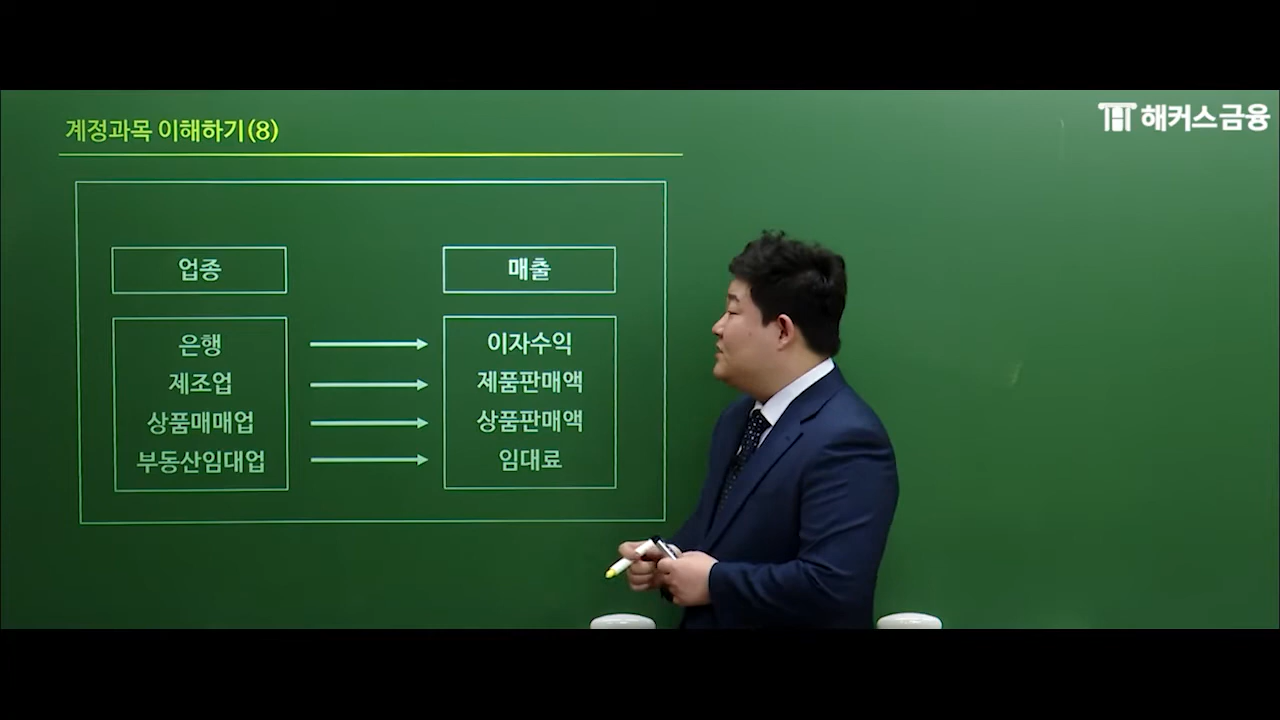 계정과목 이해하기(8)
해커스금융
업종
매출
은행
이자수익
제조업
제품판매액
상품매매업
상품판매액
부동산임대업
임대료